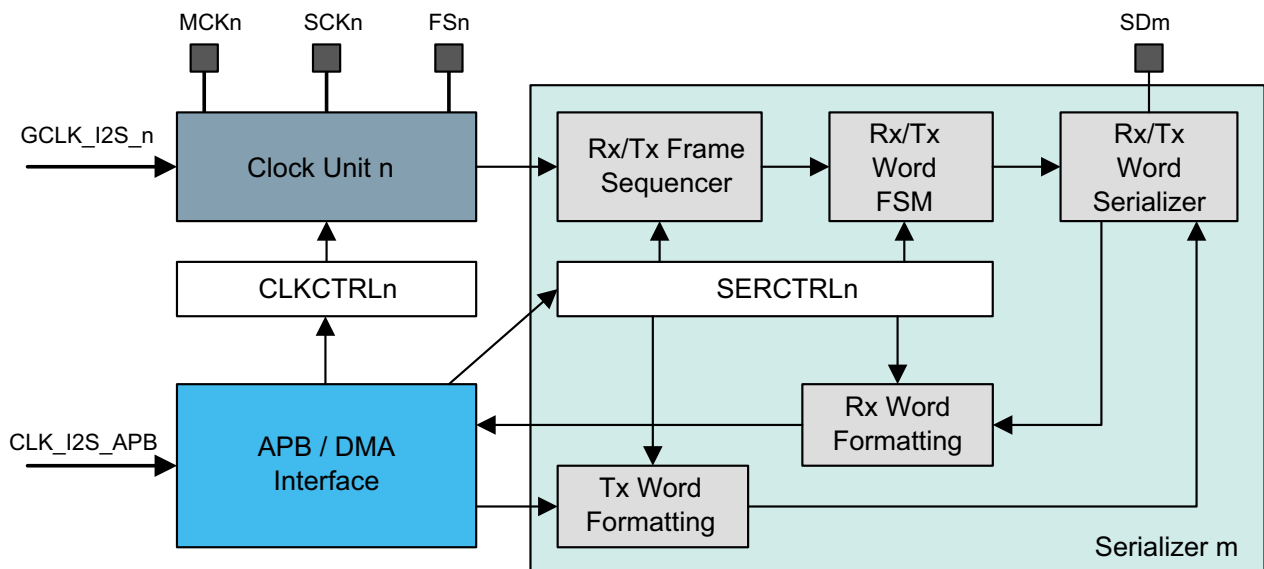 MCKn
SCKn
FSn
SDm
GCLK_I2S_n
Clock Unit n
Rx/Tx Frame
Sequencer
Rx/Tx
Word
FSM
Rx/Tx
Word
Serializer
CLKCTRLn
SERCTRLn
CLK_I2S_APB
APB / DMA
Interface
Rx Word
Formatting
Tx Word
Formatting
Serializer m